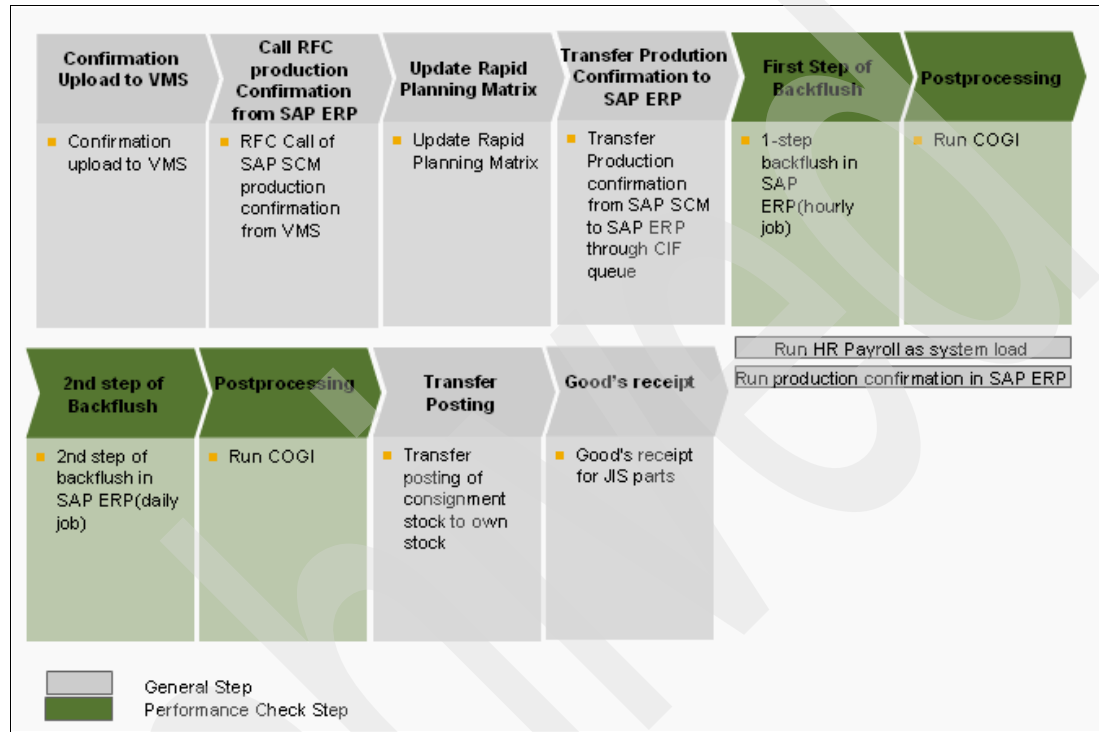 Confirmation
Upload to VMS
Call RFC
production
Confirmation
from SAP ERP
Update Rapid
Planning Matrix
Transfer Prodution
Confirmation to
SAP ERP
First Step of
Backflush
Postprocessing
Confirmation
upload to VMS
RFC Call of
SAP SCM
production
confirmation
from VMS
Update Rapid
Planning Matrix
Transfer
Production
confirmation
from SAP SCM
to SAP ERP
through CIF
queue
1-step
backflush in
SAP
ERP(hourly
job)
Run COGI
Run HR Payroll as system load
Run production confirmation in SAP ERP
2nd step of
Backflush
Postprocessing
Transfer
Posting
Good's receipt
2nd step of
backflush in
SAP ERP(daily
job)
Run COGI
Transfer
posting of
consignment
stock to own
stock
Good's receipt
for JIS parts
General Step
Performance Check Step